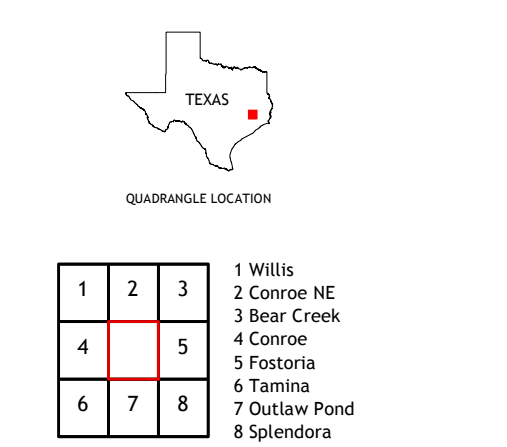 TEXAS
QUADRANGLE LOCATION
1 2 3
4 5
6 7 8
1 Willis
2 Conroe NE
3 Bear Creek
4 Conroe
5 Fostoria
6 Tamina
7 Outlaw Pond
8 Splendora